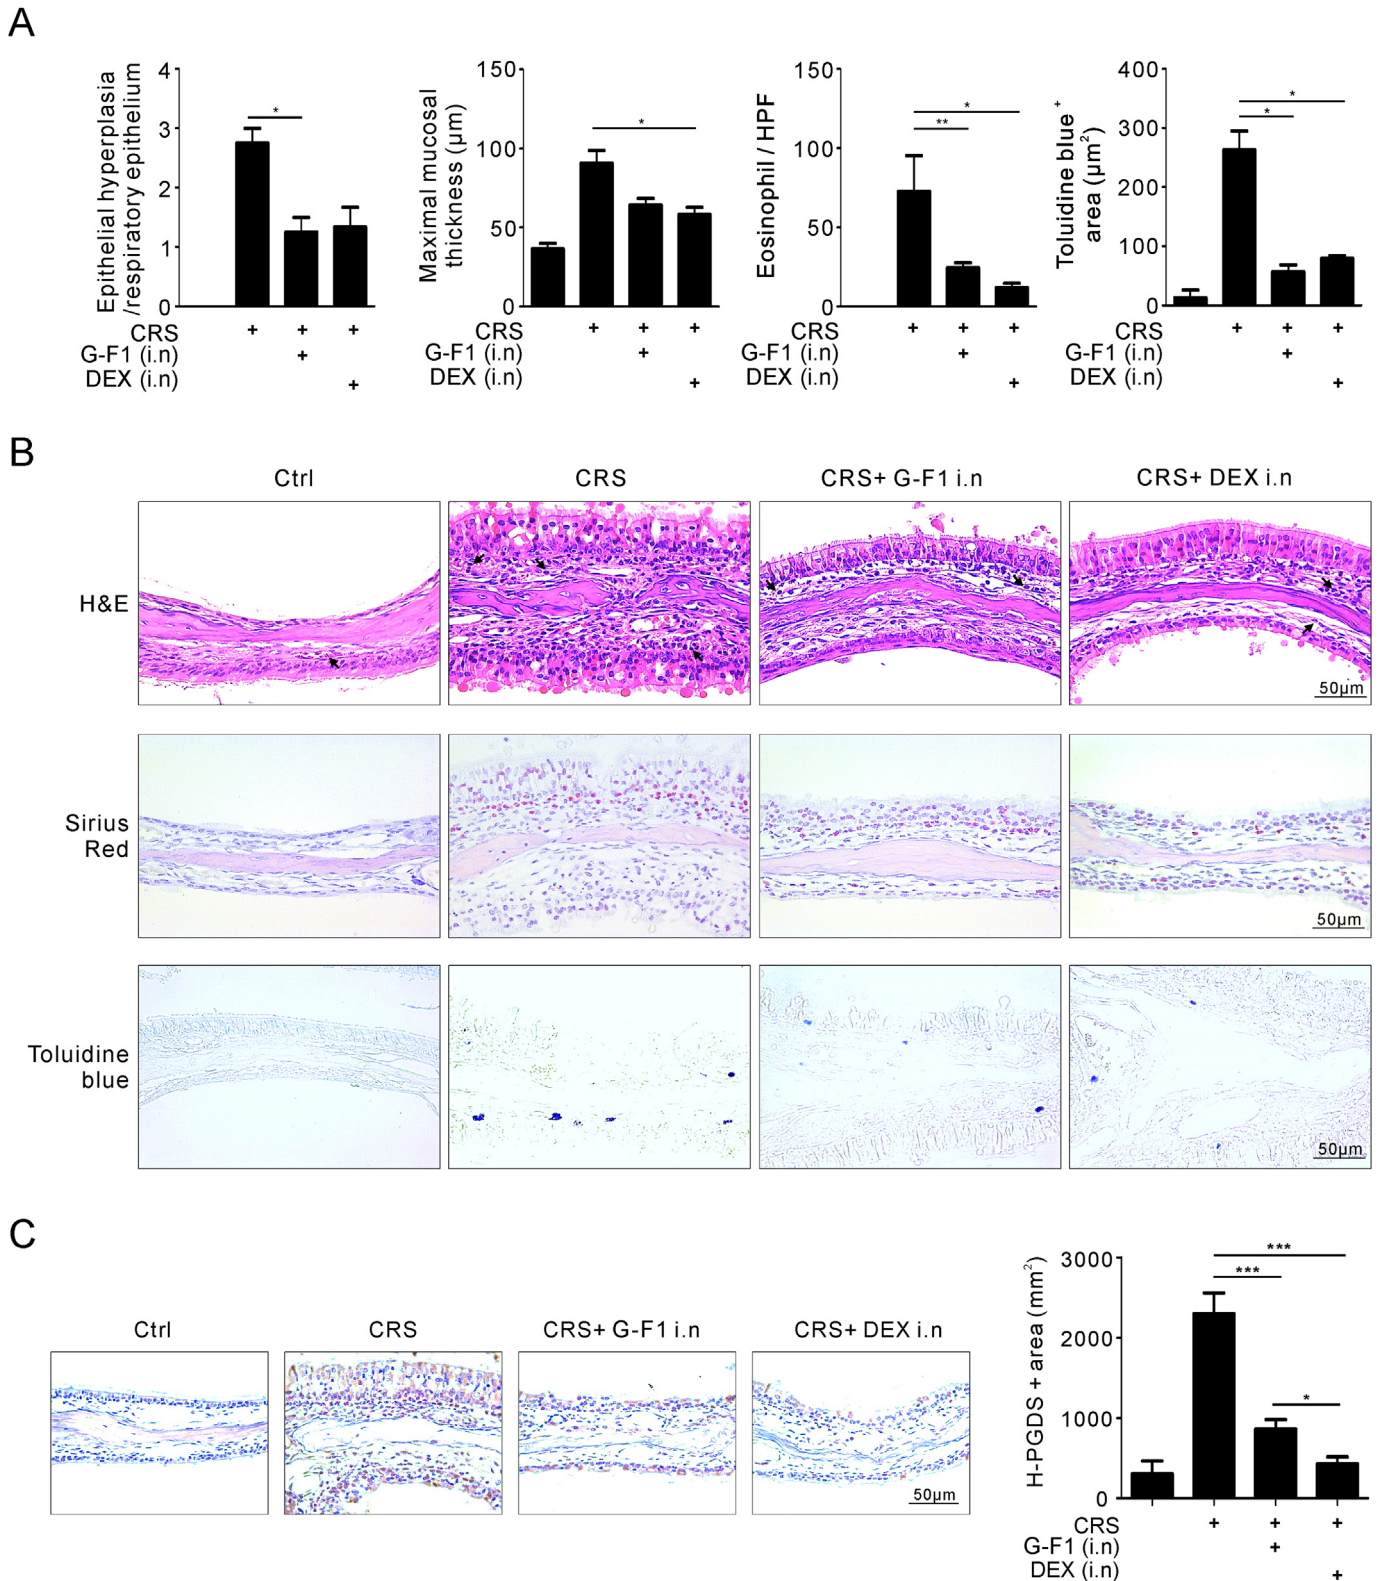 A
Epithelial hyperplasia
/respiratory epithelium
4
3
2
1
0
*
CRS + + +
G-F1 (i.n) +
DEX (i.n) +
Maximal mucosal
thickness (μm)
150
100
50
0
*
CRS + + +
G-F1 (i.n) +
DEX (i.n) +
Eosinophil / HPF
150
100
50
0
*
**
CRS + + +
G-F1 (i.n) +
DEX (i.n) +
Toluidine blue⁺
area (μm²)
400
300
200
100
0
*
*
CRS + + +
G-F1 (i.n) +
DEX (i.n) +
B
Ctrl CRS CRS+ G-F1 i.n CRS+ DEX i.n
H&E
50μm
Sirius
Red
50μm
Toluidine
blue
50μm
C
Ctrl CRS CRS+ G-F1 i.n CRS+ DEX i.n
50μm
H-PGDS + area (mm²)
3000
2000
1000
0
***
***
*
CRS + + +
G-F1 (i.n) +
DEX (i.n) +